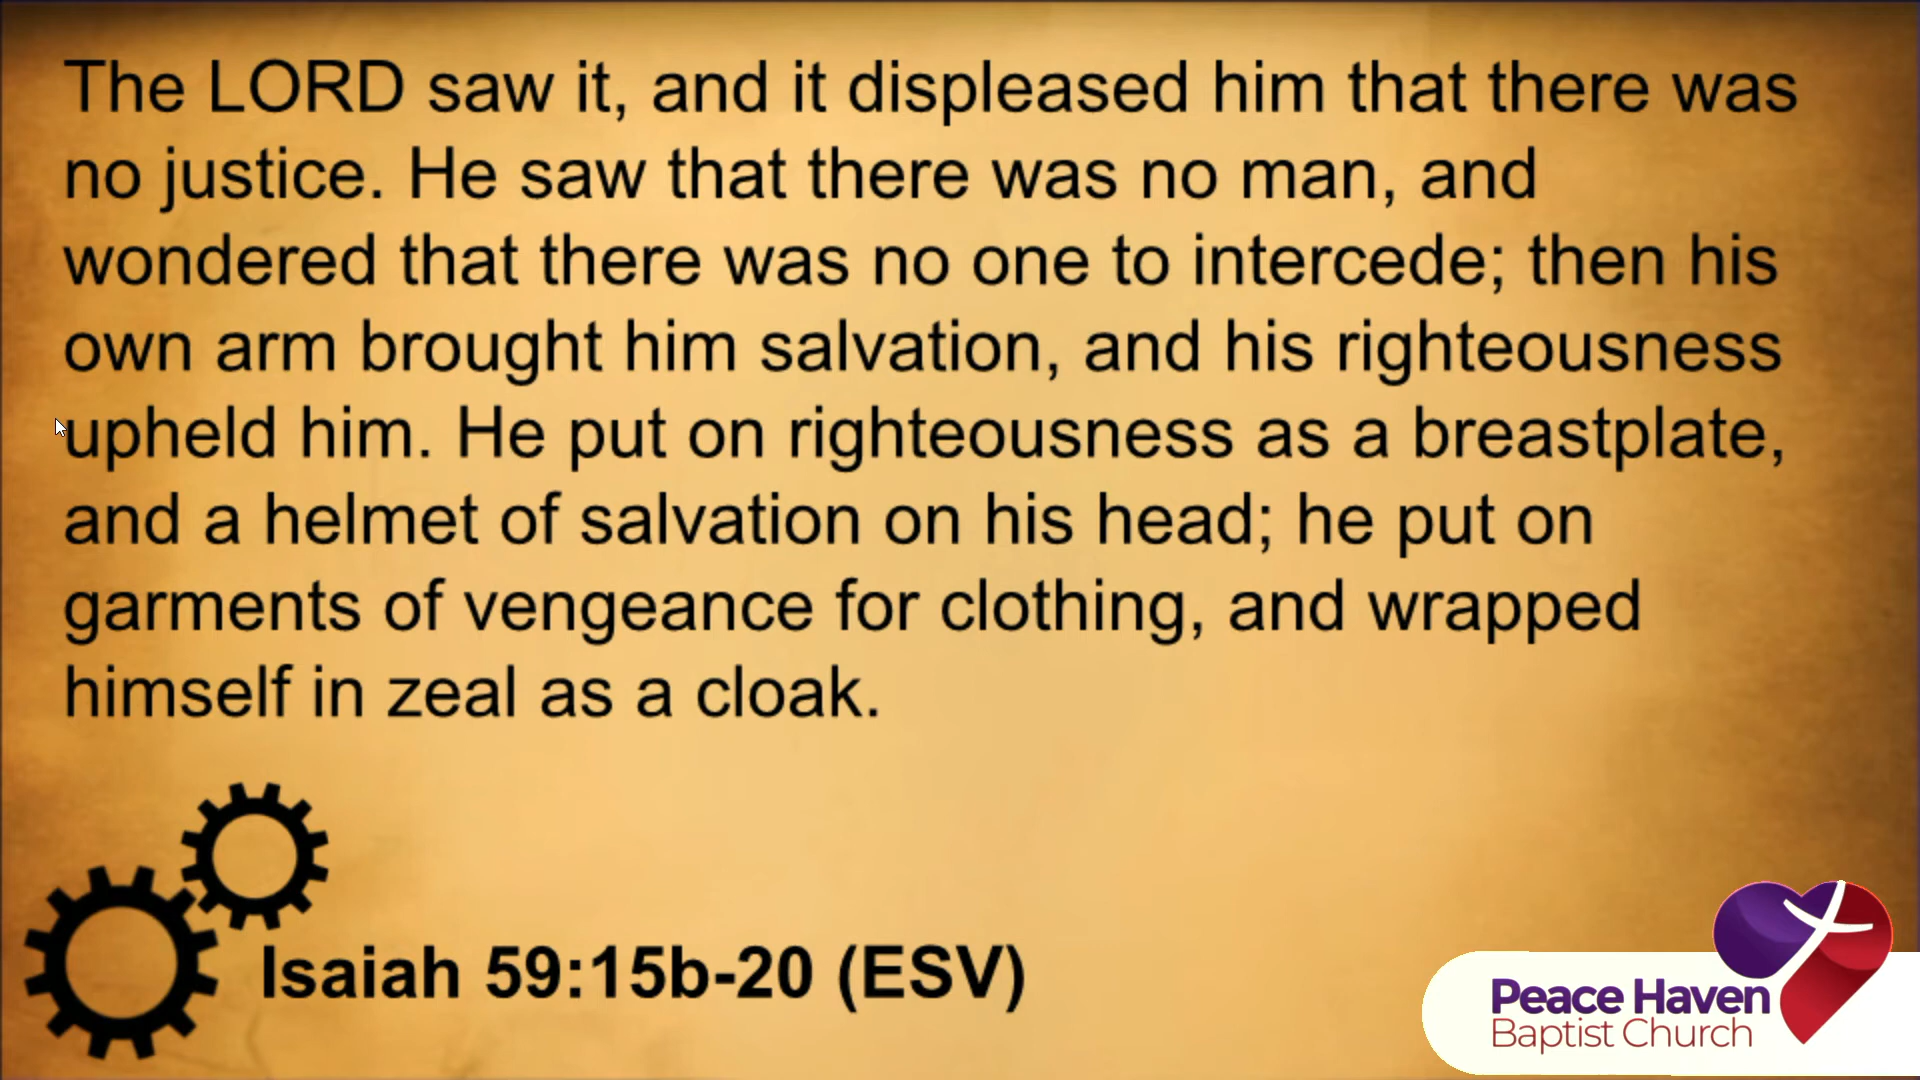 The LORD saw it, and it displeased him that there was
no justice. He saw that there was no man, and
wondered that there was no one to intercede; then his
own arm brought him salvation, and his righteousness
upheld him. He put on righteousness as a breastplate,
and a helmet of salvation on his head; he put on
garments of vengeance for clothing, and wrapped
himself in zeal as a cloak.
Isaiah 59:15b-20 (ESV)
Peace Haven
Baptist Church